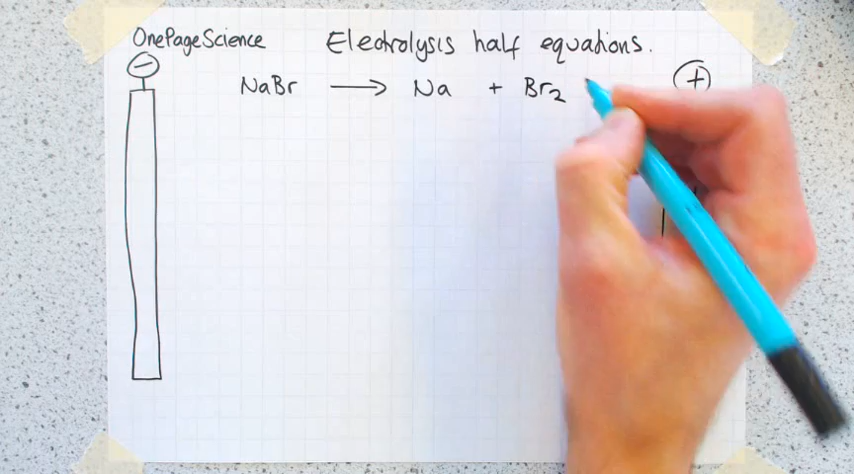 OnePageScience Electrolysis half equations.
− NaBr ⟶ Na + Br₂ +